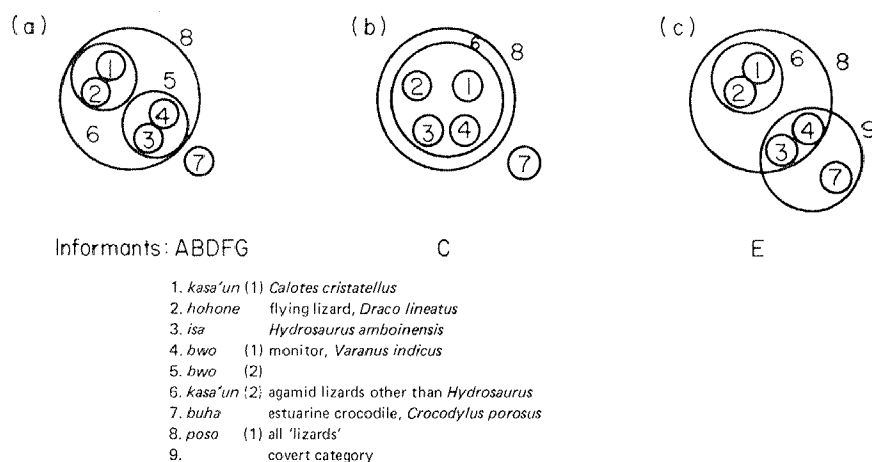 (a) (b) (c)
8 6 8 6 8
1 2 5 4 3 6 7
2 1 3 4 7
1 2 4 3 9 7
Informants: ABDFG C E
1. kasa'un (1) Calotes cristatellus
2. hohone flying lizard, Draco lineatus
3. isa Hydrosaurus amboinensis
4. bwo (1) monitor, Varanus indicus
5. bwo (2)
6. kasa'un (2) agamid lizards other than Hydrosaurus
7. buha estuarine crocodile, Crocodylus porosus
8. poso (1) all 'lizards'
9. covert category